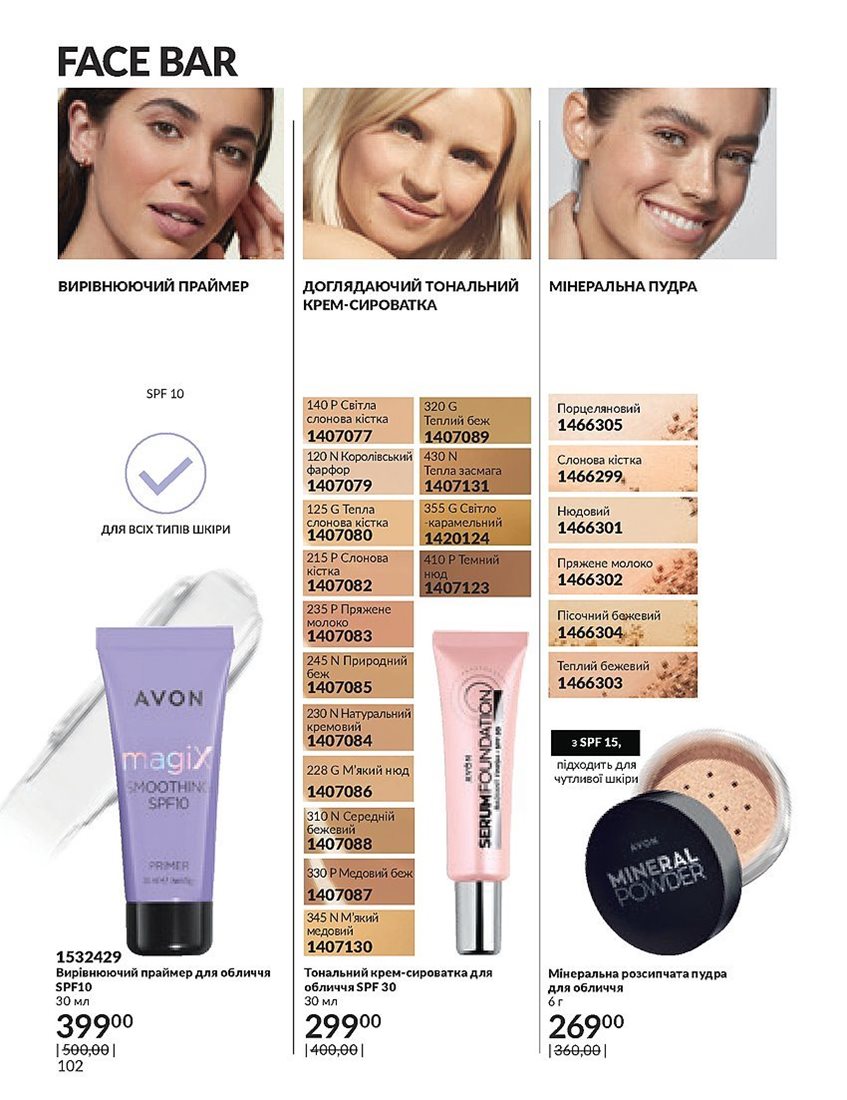 FACE BAR
ВИРІВНЮЮЧИЙ ПРАЙМЕР
SPF 10
ДЛЯ ВСІХ ТИПІВ ШКІРИ
AVON
magiX
SMOOTHING
SPF10
PRIMER
1532429
Вирівнюючий праймер для обличчя
SPF10
30 мл
39900
|500,00|
102
ДОГЛЯДАЮЧИЙ ТОНАЛЬНИЙ
КРЕМ-СИРОВАТКА
140 P Світла
слонова кістка
1407077
120 N Королівський
фарфор
1407079
125 G Тепла
слонова кістка
1407080
215 P Слонова
кістка
1407082
235 P Пряжене
молоко
1407083
245 N Природний
беж
1407085
230 N Натуральний
кремовий
1407084
228 G М'який нюд
1407086
310 N Середній
бежевий
1407088
330 P Медовий беж
1407087
345 N М'який
медовий
1407130
320 G
Теплий беж
1407089
430 N
Тепла засмага
1407131
355 G Світло
-карамельний
1420124
410 P Темний
нюд
1407123
AVON
SERUM FOUNDATION
Тональний крем-сироватка для
обличчя SPF 30
30 мл
29900
|400,00|
МІНЕРАЛЬНА ПУДРА
Порцеляновий
1466305
Слонова кістка
1466299
Нюдовий
1466301
Пряжене молоко
1466302
Пісочний бежевий
1466304
Теплий бежевий
1466303
з SPF 15,
підходить для
чутливої шкіри
AVON
MINERAL
POWDER
Мінеральна розсипчата пудра
для обличчя
6 г
26900
|360,00|